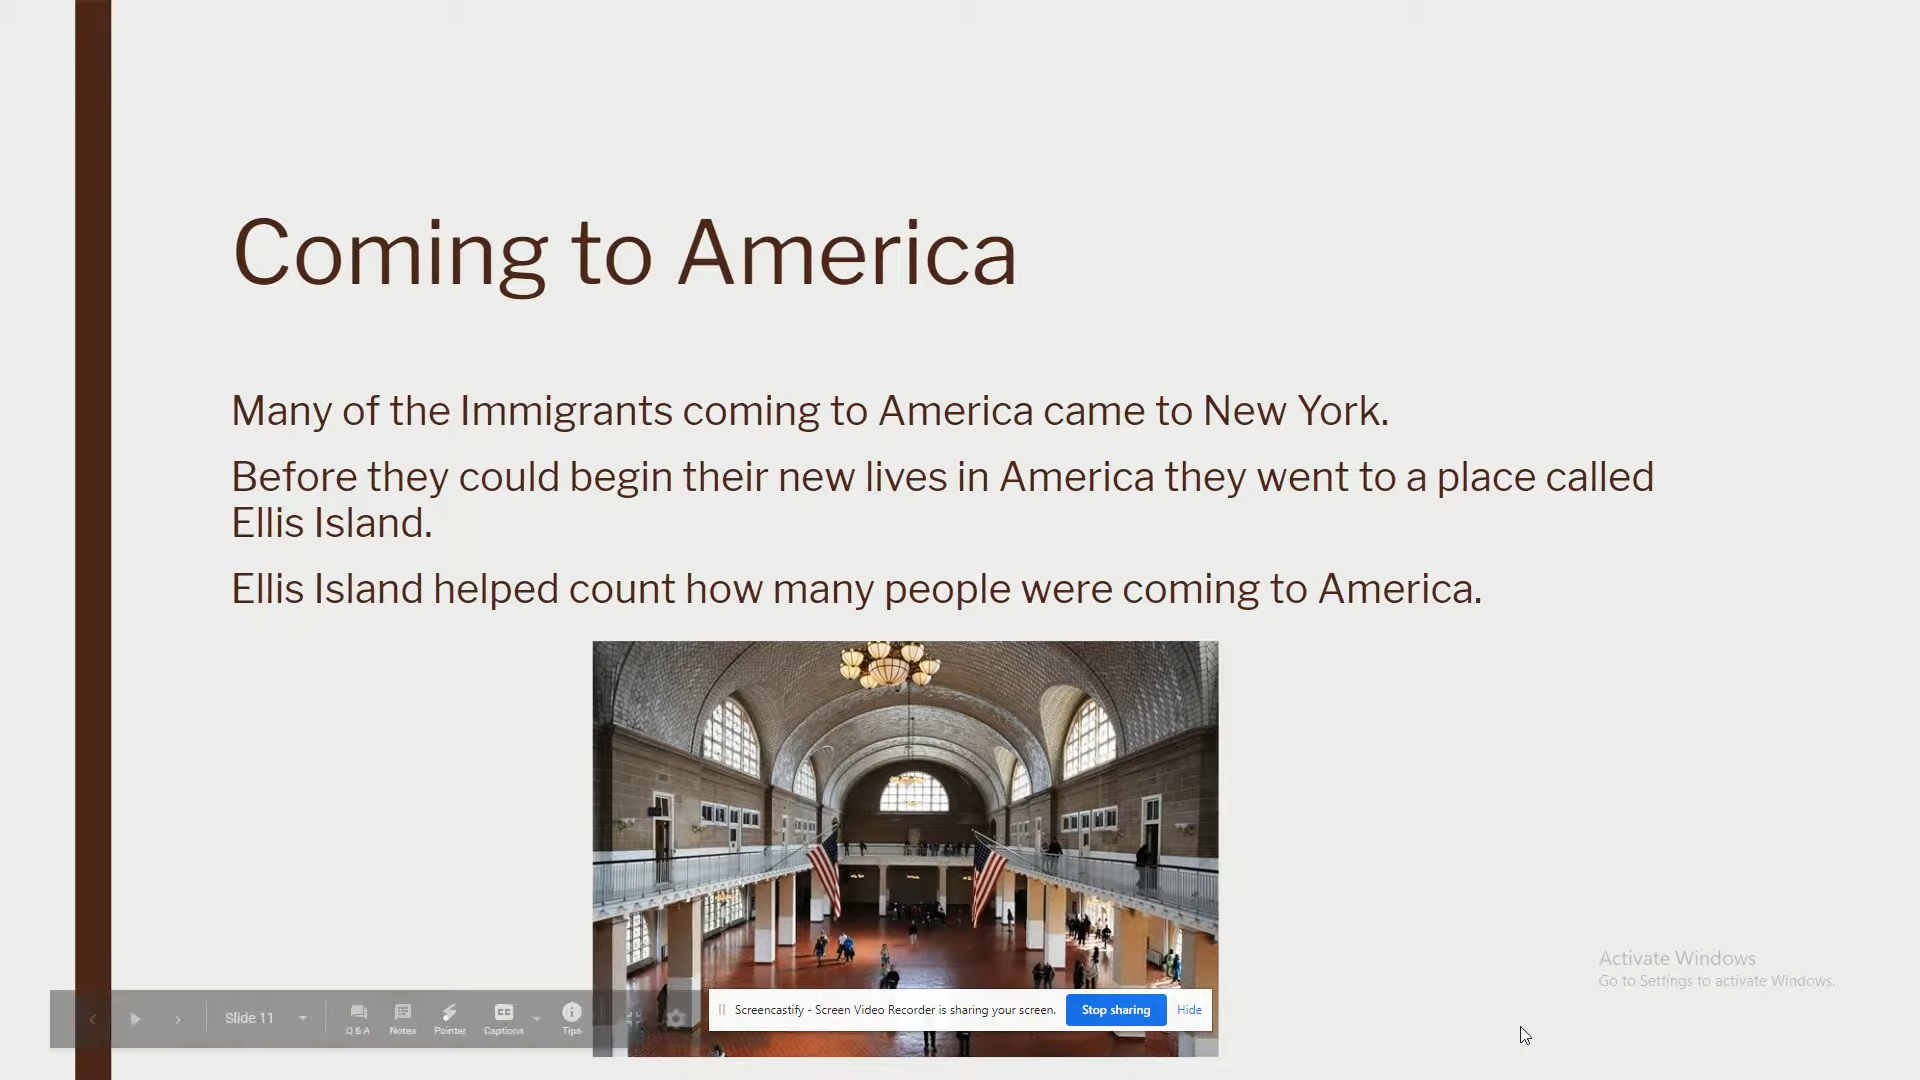 Coming to America
Many of the Immigrants coming to America came to New York.
Before they could begin their new lives in America they went to a place called
Ellis Island.
Ellis Island helped count how many people were coming to America.
Activate Windows
Go to Settings to activate Windows.
Screencastify - Screen Video Recorder is sharing your screen. Stop sharing Hide
Slide 11 Q & A Notes Pointer Captions Tips